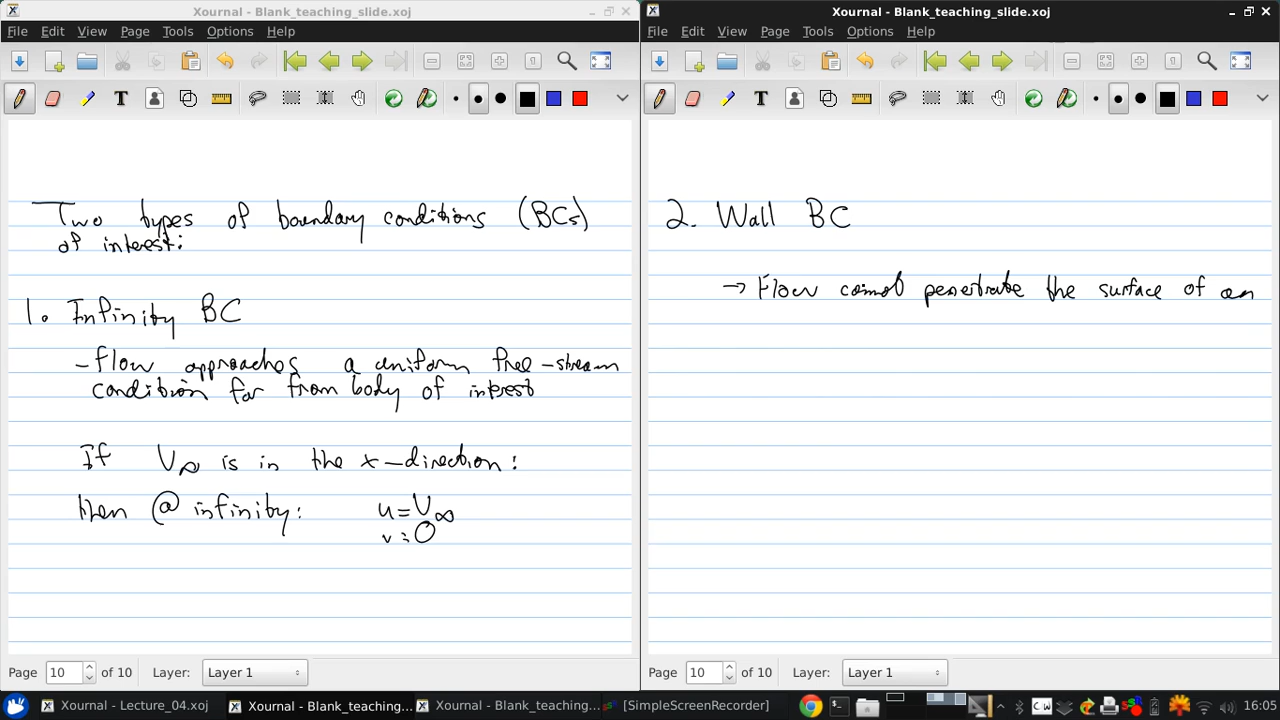 Xournal - Blank_teaching_slide.xoj
File Edit View Page Tools Options Help
Two types of boundary conditions (BCs)
of interest:
1. Infinity BC
- flow approaches a uniform free-stream
condition far from body of interest
If V∞ is in the x-direction:
then @ infinity: u = V∞
v = 0
Page 10 of 10 Layer: Layer 1
Xournal - Blank_teaching_slide.xoj
File Edit View Page Tools Options Help
2. Wall BC
→ Flow cannot penetrate the surface of an
Page 10 of 10 Layer: Layer 1
Xournal - Lecture_04.xoj Xournal - Blank_teaching... Xournal - Blank_teaching... [SimpleScreenRecorder] 16:05